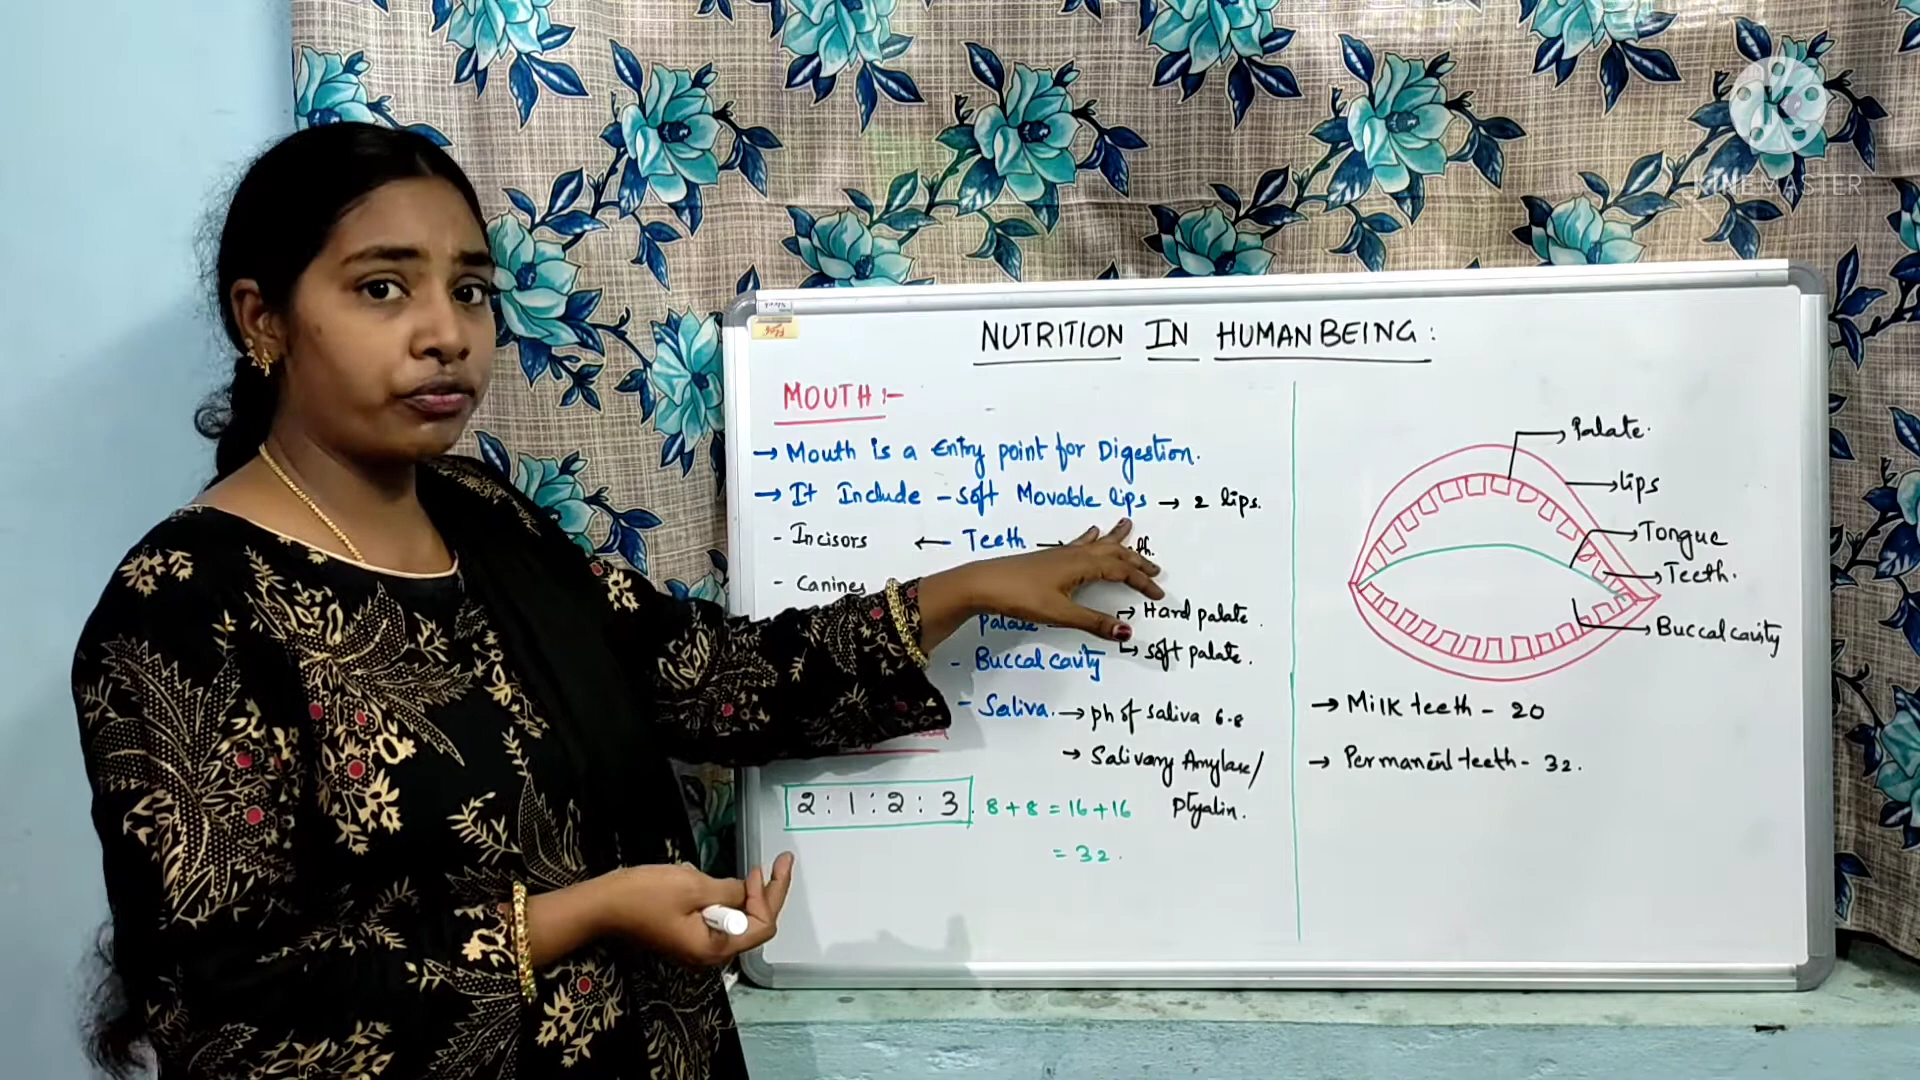 KINEMASTER
NUTRITION IN HUMANBEING:
MOUTH :-
→ Mouth is a Entry point for Digestion.
→ It Include - Soft Movable lips → 2 lips.
- Incisors ← Teeth →
- Canines
Palate → Hard palate.
→ Soft palate.
- Buccal cavity
- Saliva. → ph of saliva 6.8
→ Salivary Amylase/
Ptyalin.
2 : 1 : 2 : 3. 8 + 8 = 16 + 16
= 32.
Palate.
Lips
Tongue
Teeth.
Buccal cavity
→ Milk teeth - 20
→ Permanent teeth - 32.